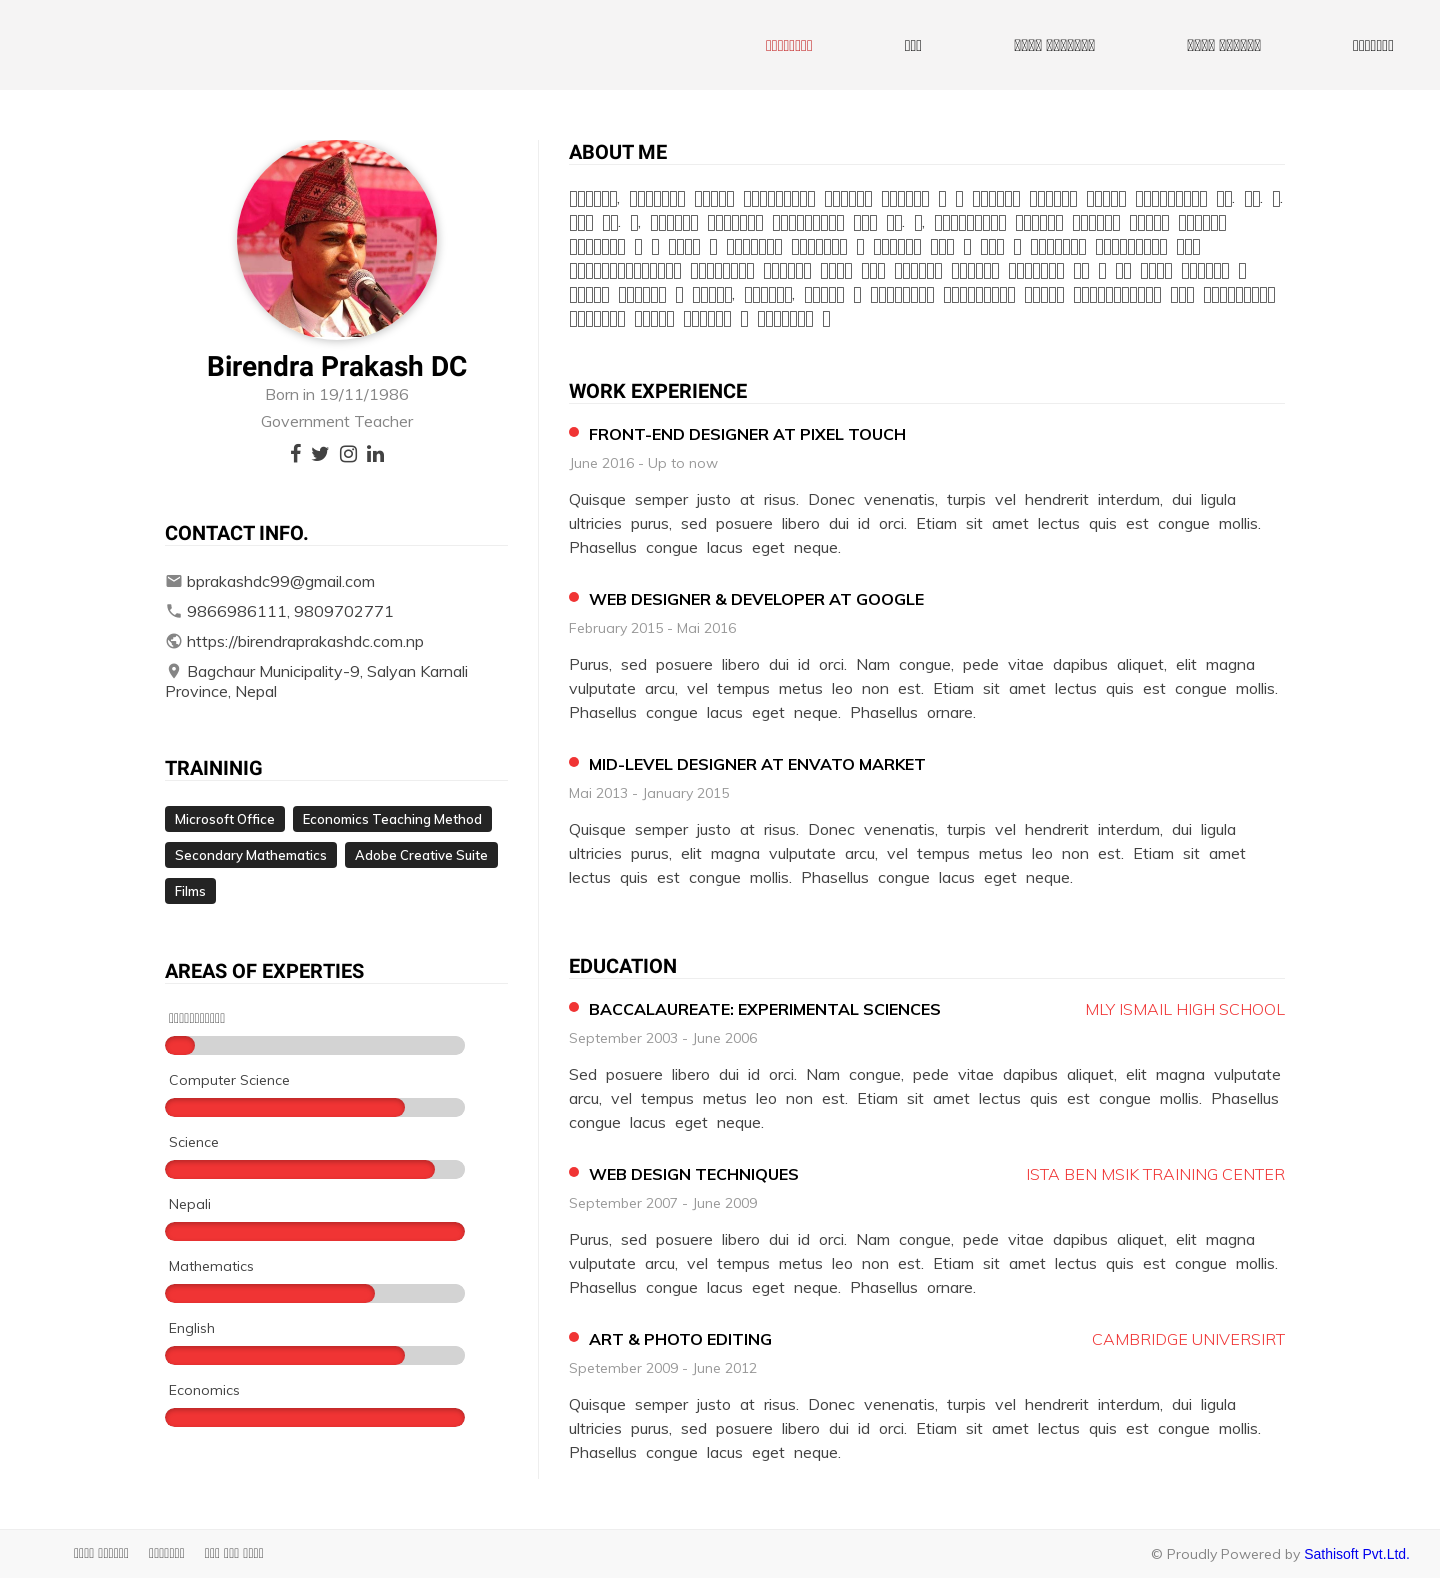 Birendra Prakash DC
Born in 19/11/1986
Government Teacher
CONTACT INFO.
bprakashdc99@gmail.com
9866986111, 9809702771
https://birendraprakashdc.com.np
Bagchaur Municipality-9, Salyan Karnali
Province, Nepal
TRAININIG
Microsoft Office
Economics Teaching Method
Secondary Mathematics
Adobe Creative Suite
Films
AREAS OF EXPERTIES
Computer Science
Science
Nepali
Mathematics
English
Economics
ABOUT ME
WORK EXPERIENCE
FRONT-END DESIGNER AT PIXEL TOUCH
June 2016 - Up to now
Quisque semper justo at risus. Donec venenatis, turpis vel hendrerit interdum, dui ligula
ultricies purus, sed posuere libero dui id orci. Etiam sit amet lectus quis est congue mollis.
Phasellus congue lacus eget neque.
WEB DESIGNER & DEVELOPER AT GOOGLE
February 2015 - Mai 2016
Purus, sed posuere libero dui id orci. Nam congue, pede vitae dapibus aliquet, elit magna
vulputate arcu, vel tempus metus leo non est. Etiam sit amet lectus quis est congue mollis.
Phasellus congue lacus eget neque. Phasellus ornare.
MID-LEVEL DESIGNER AT ENVATO MARKET
Mai 2013 - January 2015
Quisque semper justo at risus. Donec venenatis, turpis vel hendrerit interdum, dui ligula
ultricies purus, elit magna vulputate arcu, vel tempus metus leo non est. Etiam sit amet
lectus quis est congue mollis. Phasellus congue lacus eget neque.
EDUCATION
BACCALAUREATE: EXPERIMENTAL SCIENCES
MLY ISMAIL HIGH SCHOOL
September 2003 - June 2006
Sed posuere libero dui id orci. Nam congue, pede vitae dapibus aliquet, elit magna vulputate
arcu, vel tempus metus leo non est. Etiam sit amet lectus quis est congue mollis. Phasellus
congue lacus eget neque.
WEB DESIGN TECHNIQUES
ISTA BEN MSIK TRAINING CENTER
September 2007 - June 2009
Purus, sed posuere libero dui id orci. Nam congue, pede vitae dapibus aliquet, elit magna
vulputate arcu, vel tempus metus leo non est. Etiam sit amet lectus quis est congue mollis.
Phasellus congue lacus eget neque. Phasellus ornare.
ART & PHOTO EDITING
CAMBRIDGE UNIVERSIRT
Spetember 2009 - June 2012
Quisque semper justo at risus. Donec venenatis, turpis vel hendrerit interdum, dui ligula
ultricies purus, sed posuere libero dui id orci. Etiam sit amet lectus quis est congue mollis.
Phasellus congue lacus eget neque.
© Proudly Powered by Sathisoft Pvt.Ltd.